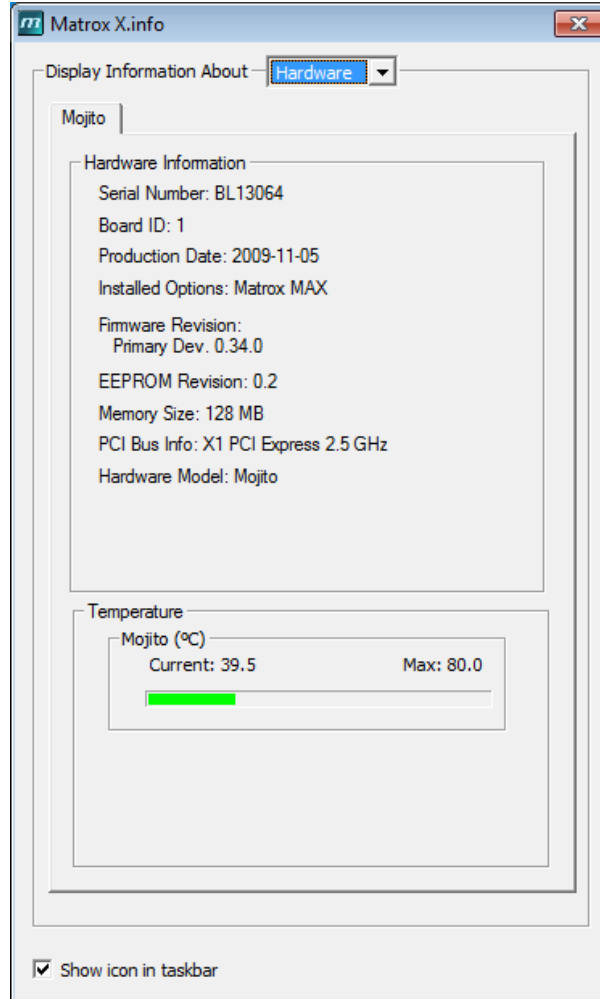 Matrox X.info
Display Information About Hardware
Mojito
Hardware Information
Serial Number: BL13064
Board ID: 1
Production Date: 2009-11-05
Installed Options: Matrox MAX
Firmware Revision:
Primary Dev. 0.34.0
EEPROM Revision: 0.2
Memory Size: 128 MB
PCI Bus Info: X1 PCI Express 2.5 GHz
Hardware Model: Mojito
Temperature
Mojito (ºC)
Current: 39.5 Max: 80.0
Show icon in taskbar